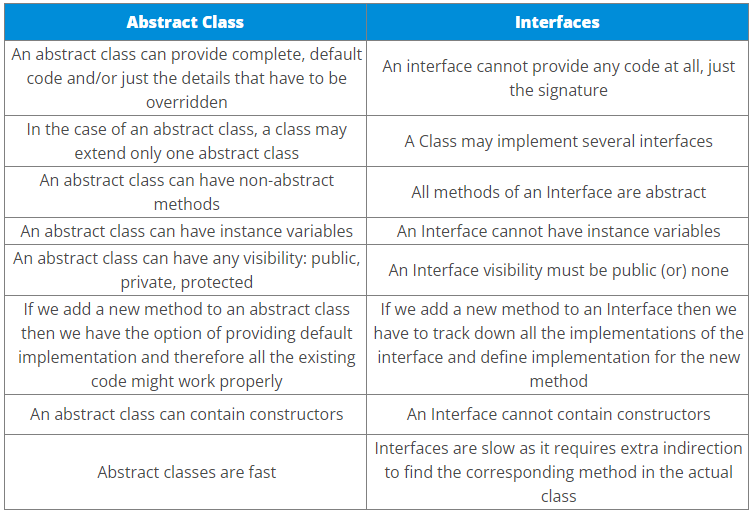 Abstract Class
Interfaces
An abstract class can provide complete, default
code and/or just the details that have to be
overridden
An interface cannot provide any code at all, just
the signature
In the case of an abstract class, a class may
extend only one abstract class
A Class may implement several interfaces
An abstract class can have non-abstract
methods
All methods of an Interface are abstract
An abstract class can have instance variables
An Interface cannot have instance variables
An abstract class can have any visibility: public,
private, protected
An Interface visibility must be public (or) none
If we add a new method to an abstract class
then we have the option of providing default
implementation and therefore all the existing
code might work properly
If we add a new method to an Interface then we
have to track down all the implementations of the
interface and define implementation for the new
method
An abstract class can contain constructors
An Interface cannot contain constructors
Abstract classes are fast
Interfaces are slow as it requires extra indirection
to find the corresponding method in the actual
class